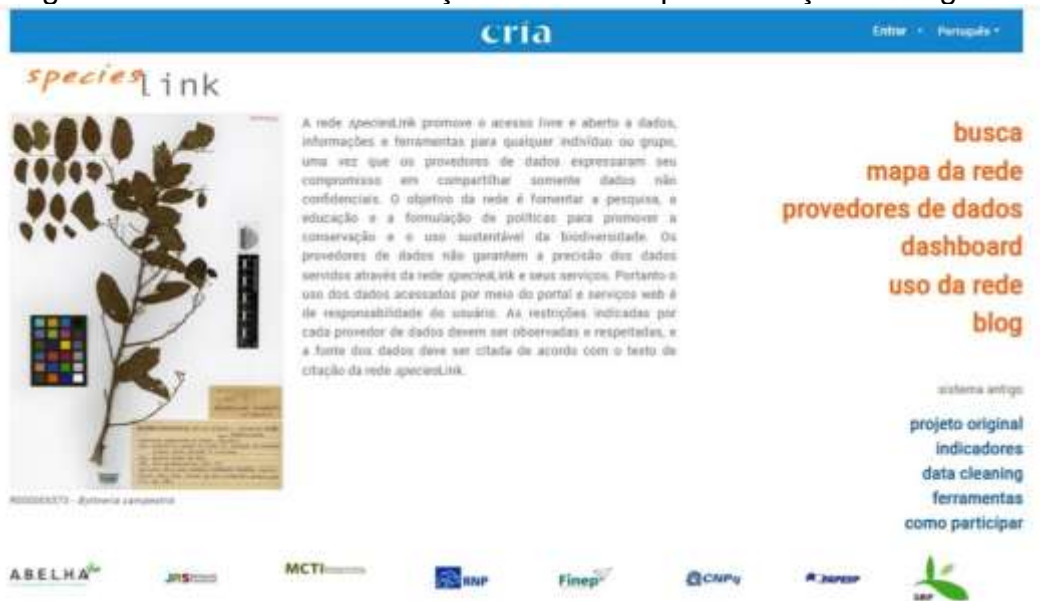 cria
Entrar
Português
species
link
A rede speciesLink promove o acesso livre e aberto a dados,
informações e ferramentas para qualquer indivíduo ou grupo,
uma vez que os provedores de dados expressaram seu
compromisso em compartilhar somente dados não
confidenciais. O objetivo da rede é fomentar a pesquisa, a
educação e a formulação de políticas para promover a
conservação e o uso sustentável da biodiversidade. Os
provedores de dados não garantem a precisão dos dados
servidos através da rede speciesLink e seus serviços. Portanto o
uso dos dados acessados por meio do portal e serviços web é
de responsabilidade do usuário. As restrições indicadas por
cada provedor de dados devem ser observadas e respeitadas, e
a fonte dos dados deve ser citada de acordo com o texto de
citação da rede speciesLink.
busca
mapa da rede
provedores de dados
dashboard
uso da rede
blog
sistema antigo
projeto original
indicadores
data cleaning
ferramentas
como participar
campestris
A.B.E.L.H.A
JRS
MCTI
RNP
Finep
CNPq
FAPESP